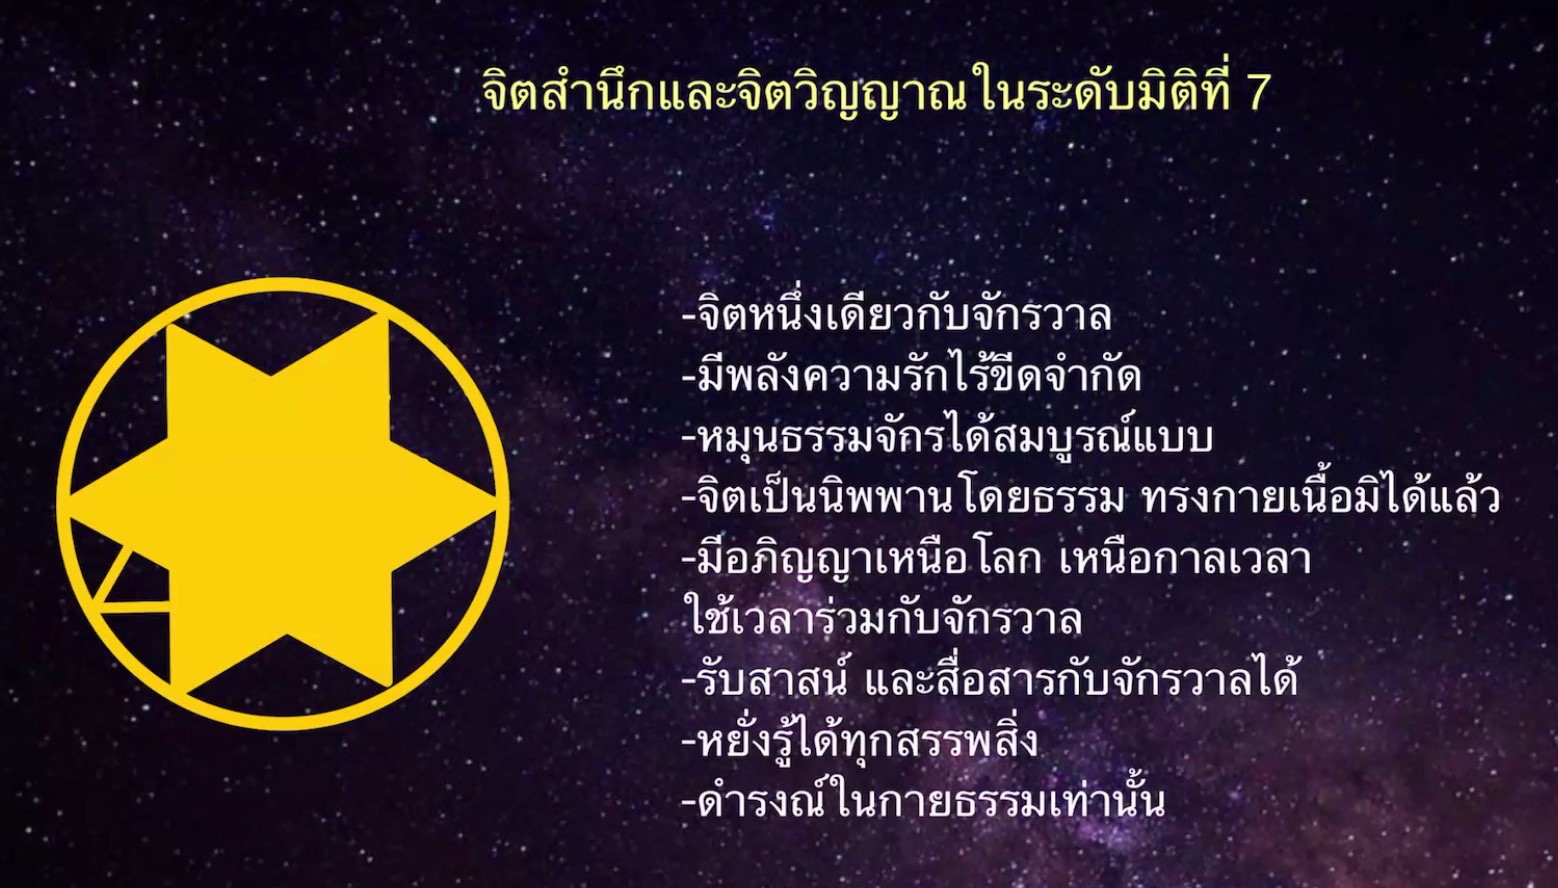 จิตสำนึกและจิตวิญญาณในระดับมิติที่ 7
-จิตหนึ่งเดียวกับจักรวาล
-มีพลังความรักไร้ขีดจำกัด
-หมุนธรรมจักรได้สมบูรณ์แบบ
-จิตเป็นนิพพานโดยธรรม ทรงกายเนื้อมิได้แล้ว
-มีอภิญญาเหนือโลก เหนือกาลเวลา
ใช้เวลาร่วมกับจักรวาล
-รับสาสน์ และสื่อสารกับจักรวาลได้
-หยั่งรู้ได้ทุกสรรพสิ่ง
-ดำรงณ์ในกายธรรมเท่านั้น